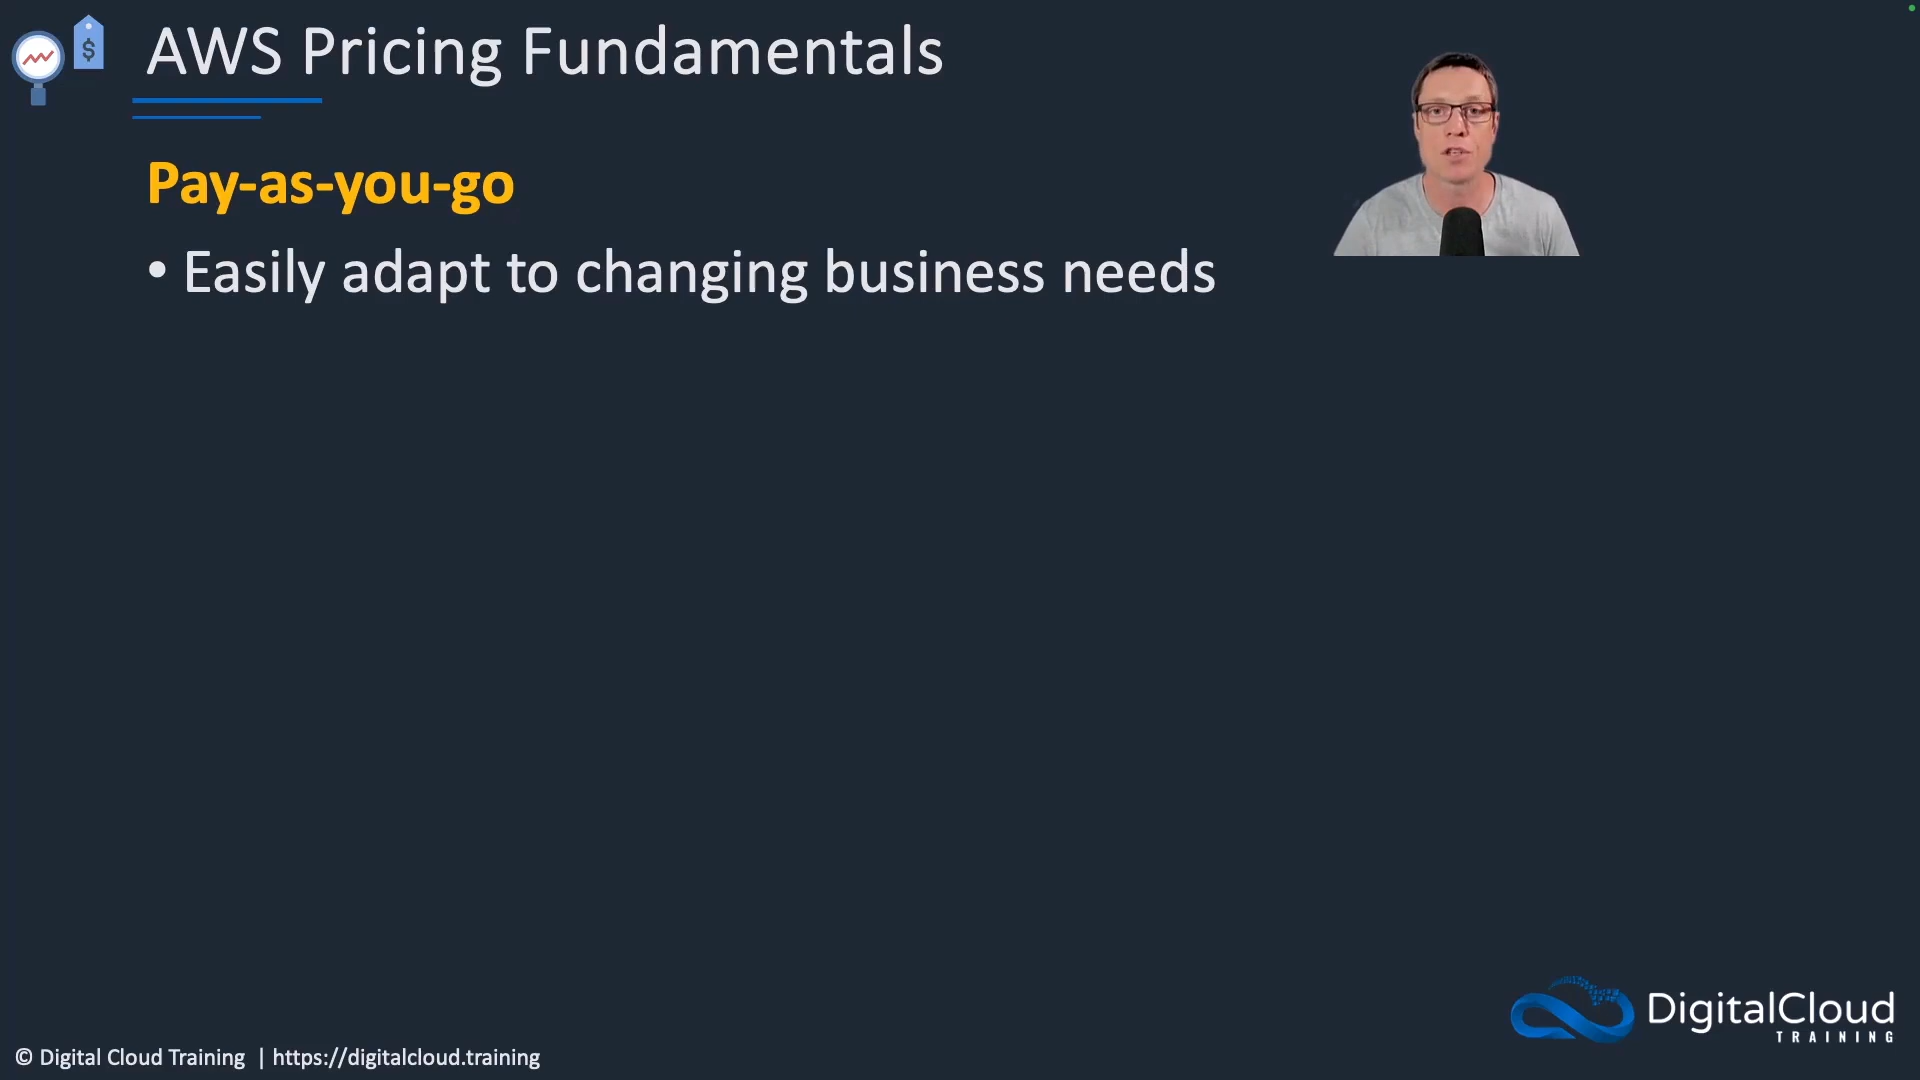 $
AWS Pricing Fundamentals
Pay-as-you-go
• Easily adapt to changing business needs
DigitalCloud
TRAINING
© Digital Cloud Training | https://digitalcloud.training